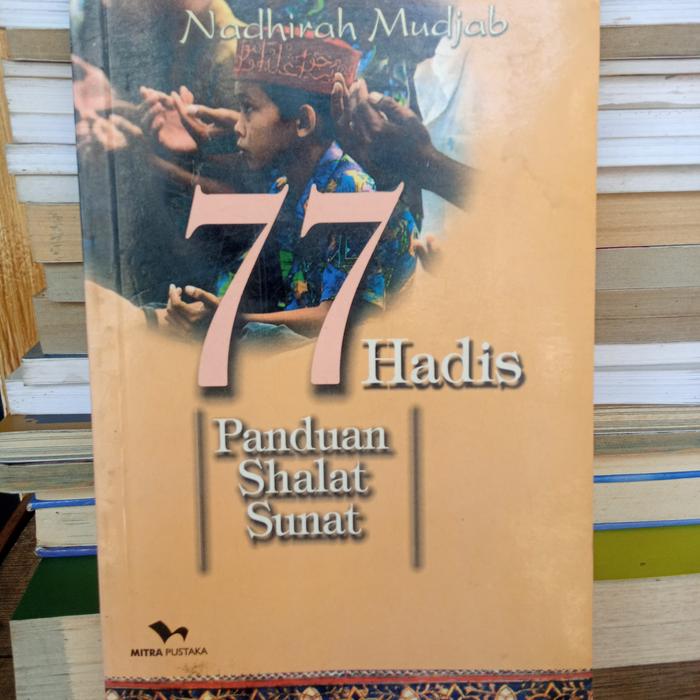 Nadhirah Mudjab
77 Hadis
Panduan
Shalat
Sunat
MITRA PUSTAKA